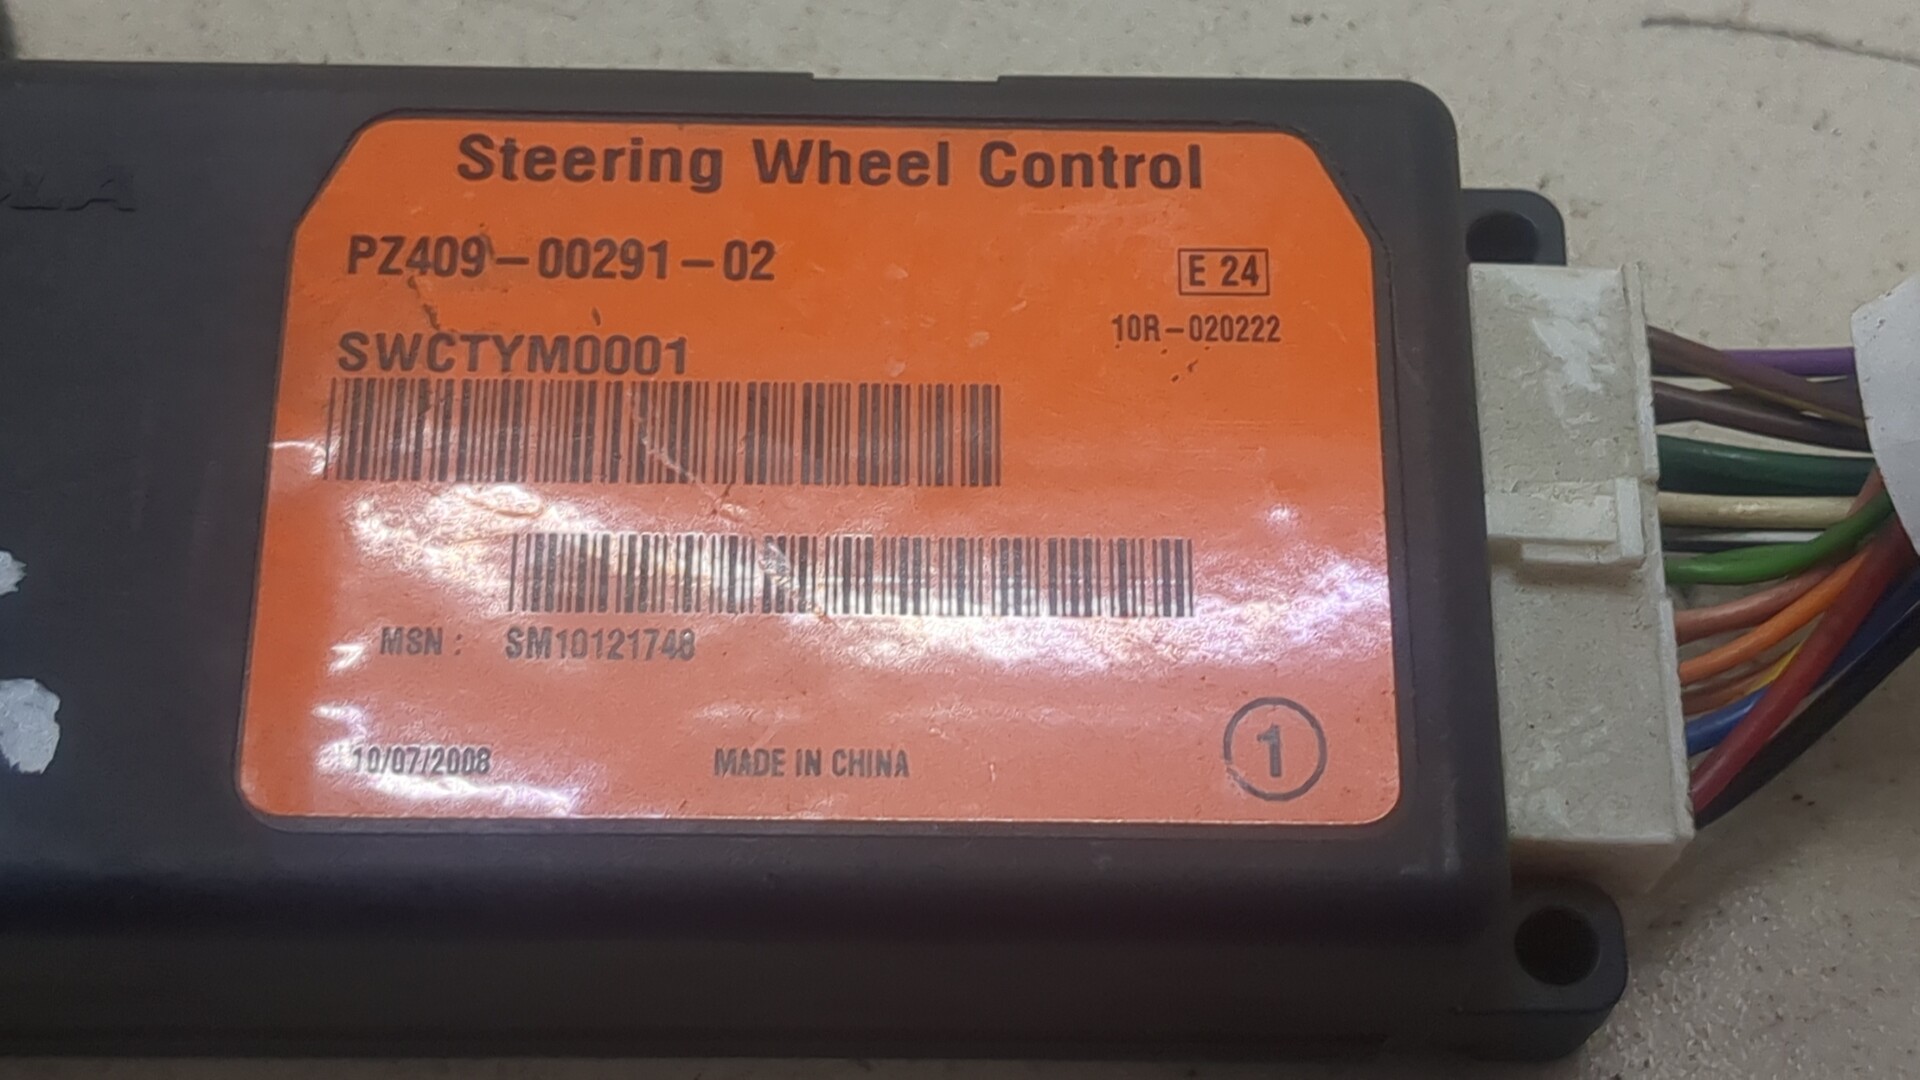 Steering Wheel Control
PZ409-00291-02
E 24
10R-020222
SWCTYM0001
MSN: SM10121748
10/07/2008
MADE IN CHINA
1